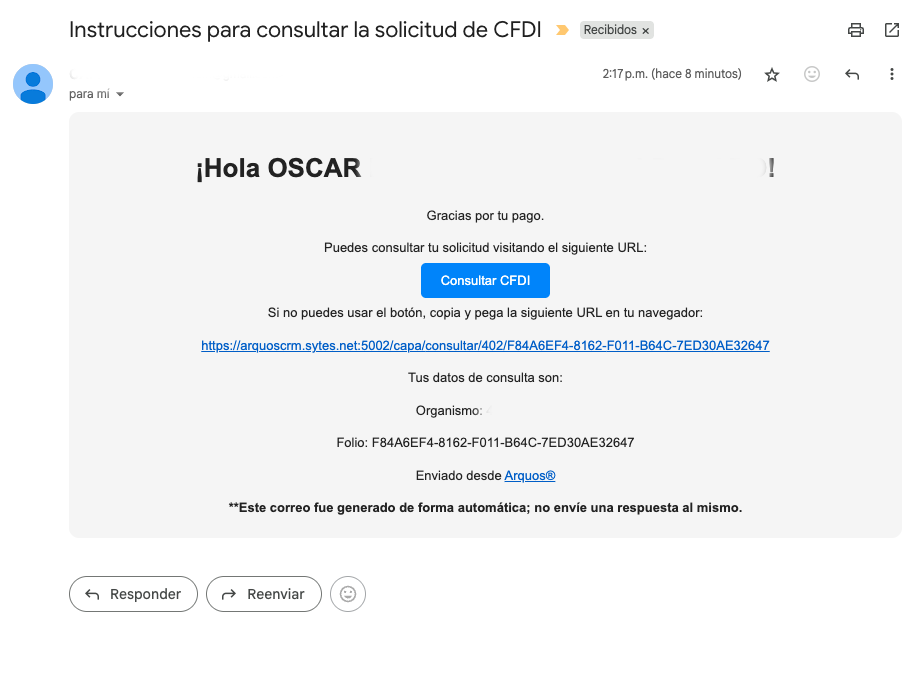 Instrucciones para consultar la solicitud de CFDI Recibidos x
2:17 p.m. (hace 8 minutos)
para mí
¡Hola OSCAR !
Gracias por tu pago.
Puedes consultar tu solicitud visitando el siguiente URL:
Consultar CFDI
Si no puedes usar el botón, copia y pega la siguiente URL en tu navegador:
https://arquoscrm.sytes.net:5002/capa/consultar/402/F84A6EF4-8162-F011-B64C-7ED30AE32647
Tus datos de consulta son:
Organismo:
Folio: F84A6EF4-8162-F011-B64C-7ED30AE32647
Enviado desde Arquos®
**Este correo fue generado de forma automática; no envíe una respuesta al mismo.
Responder Reenviar